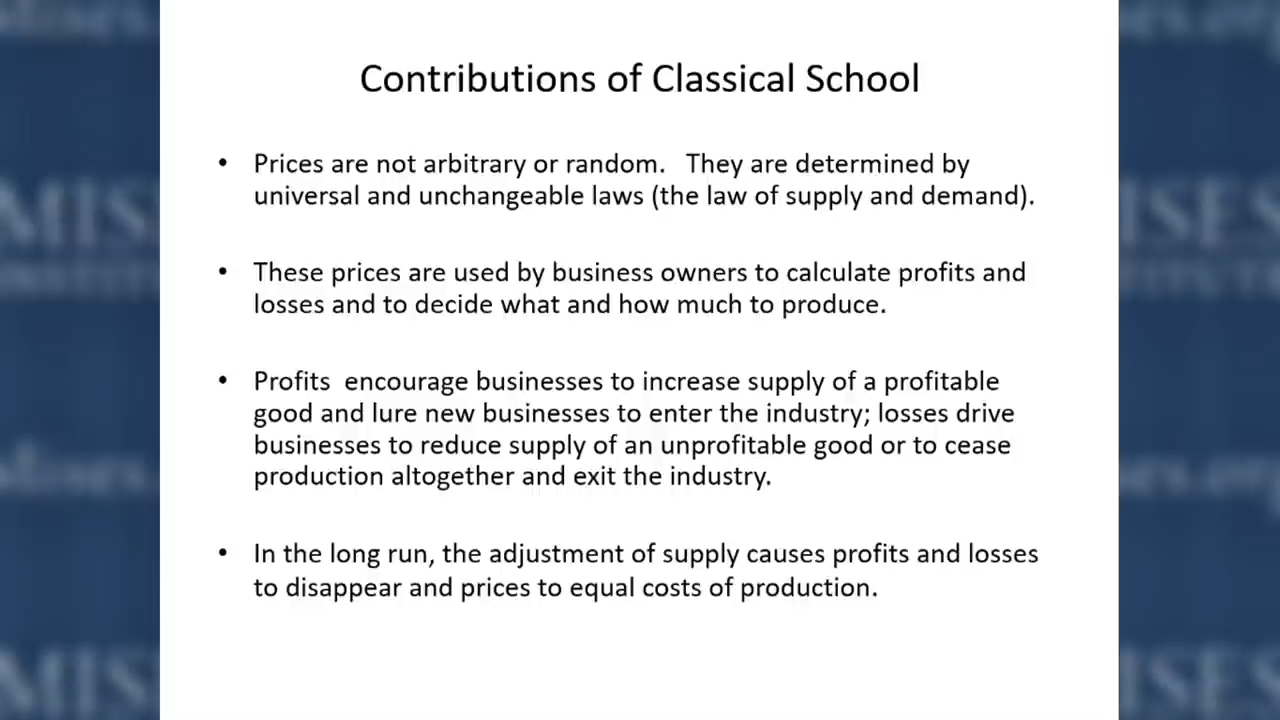 Contributions of Classical School
• Prices are not arbitrary or random.   They are determined by
universal and unchangeable laws (the law of supply and demand).
• These prices are used by business owners to calculate profits and
losses and to decide what and how much to produce.
• Profits  encourage businesses to increase supply of a profitable
good and lure new businesses to enter the industry; losses drive
businesses to reduce supply of an unprofitable good or to cease
production altogether and exit the industry.
• In the long run, the adjustment of supply causes profits and losses
to disappear and prices to equal costs of production.